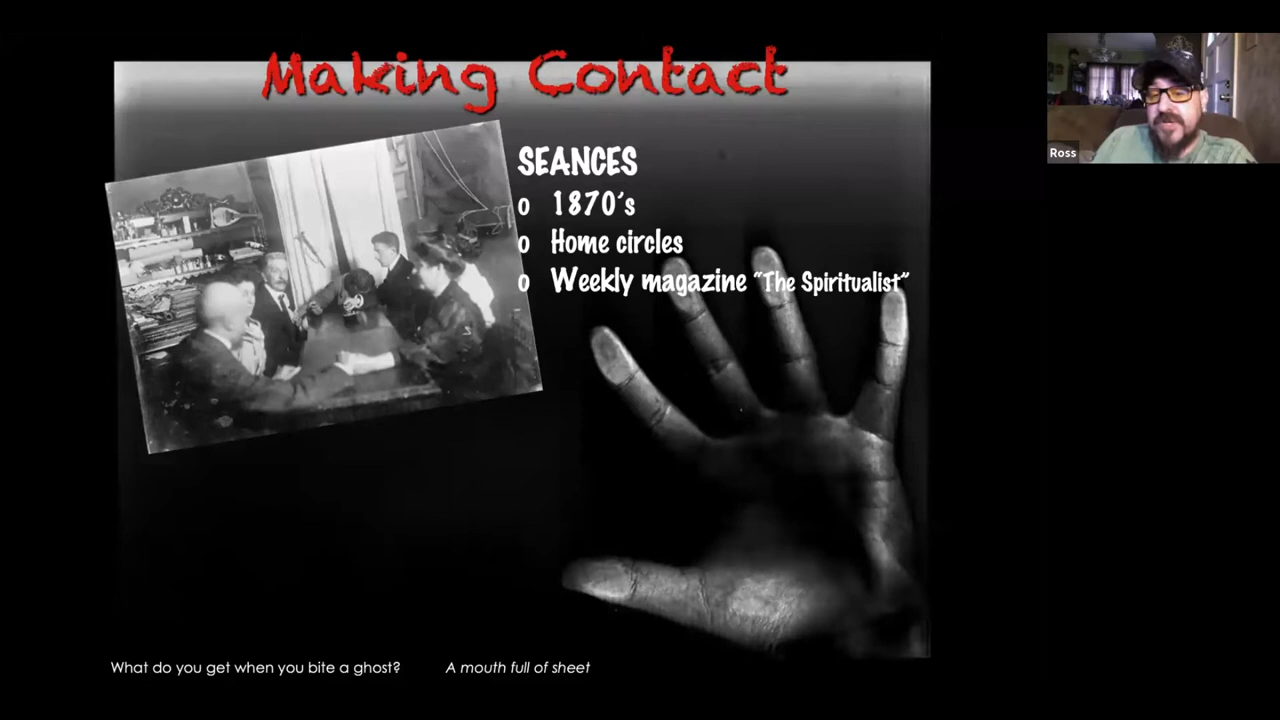 Making Contact
SEANCES
o 1870's
o Home circles
o Weekly magazine "The Spiritualist"
Ross
What do you get when you bite a ghost? A mouth full of sheet